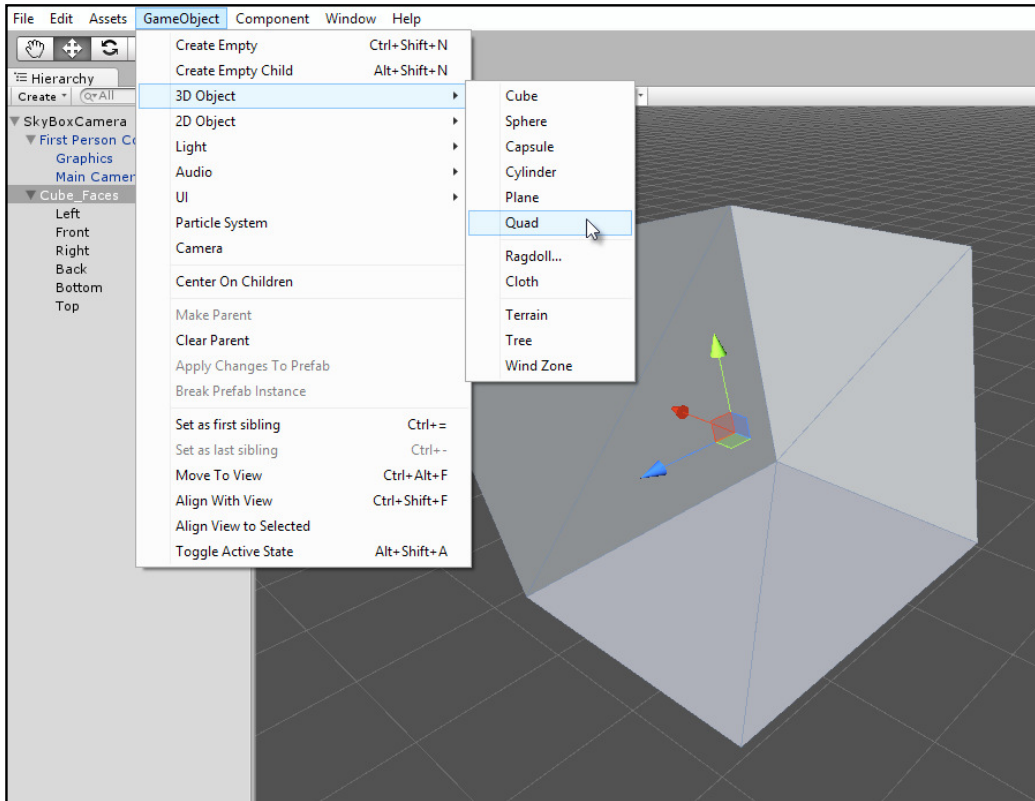 File Edit Assets GameObject Component Window Help
Hierarchy
Create All
SkyBoxCamera
First Person Co
Graphics
Main Camer
Cube_Faces
Left
Front
Right
Back
Bottom
Top
Create Empty Ctrl+Shift+N
Create Empty Child Alt+Shift+N
3D Object
2D Object
Light
Audio
UI
Particle System
Camera
Center On Children
Make Parent
Clear Parent
Apply Changes To Prefab
Break Prefab Instance
Set as first sibling Ctrl+=
Set as last sibling Ctrl+-
Move To View Ctrl+Alt+F
Align With View Ctrl+Shift+F
Align View to Selected
Toggle Active State Alt+Shift+A
Cube
Sphere
Capsule
Cylinder
Plane
Quad
Ragdoll...
Cloth
Terrain
Tree
Wind Zone